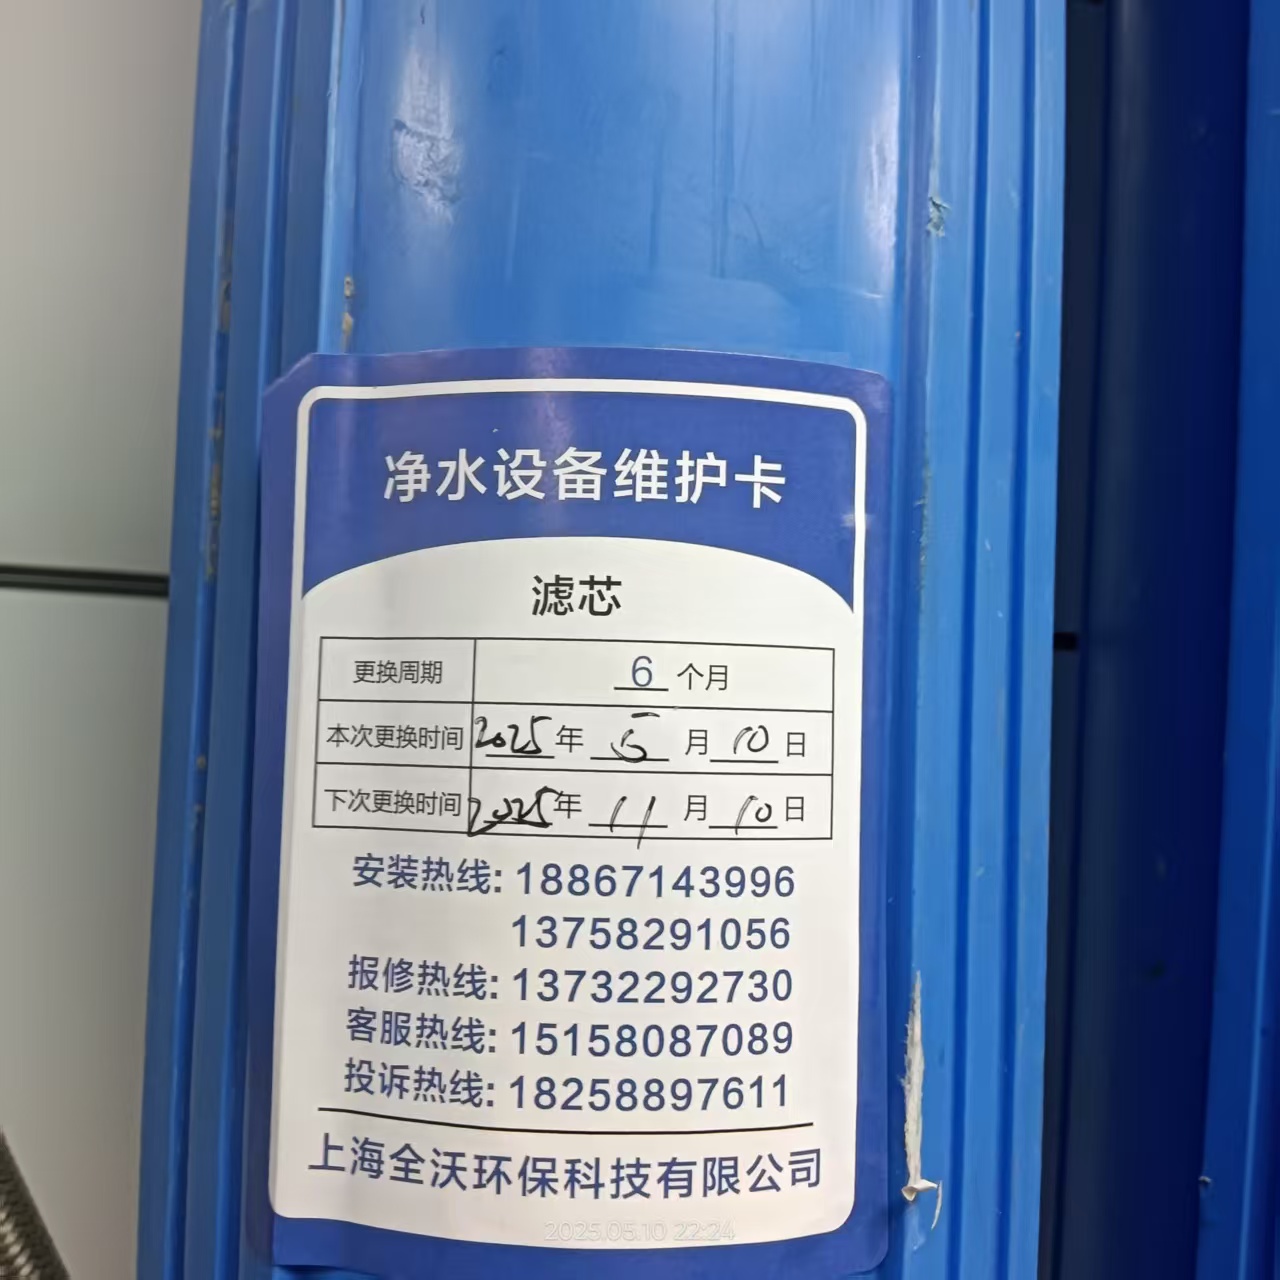 净水设备维护卡
滤芯
更换周期 6 个月
本次更换时间 2025 年 5 月 10 日
下次更换时间 2025 年 11 月 10 日
安装热线: 18867143996
13758291056
报修热线: 13732292730
客服热线: 15158087089
投诉热线: 18258897611
上海全沃环保科技有限公司
2025.05.10 22:24